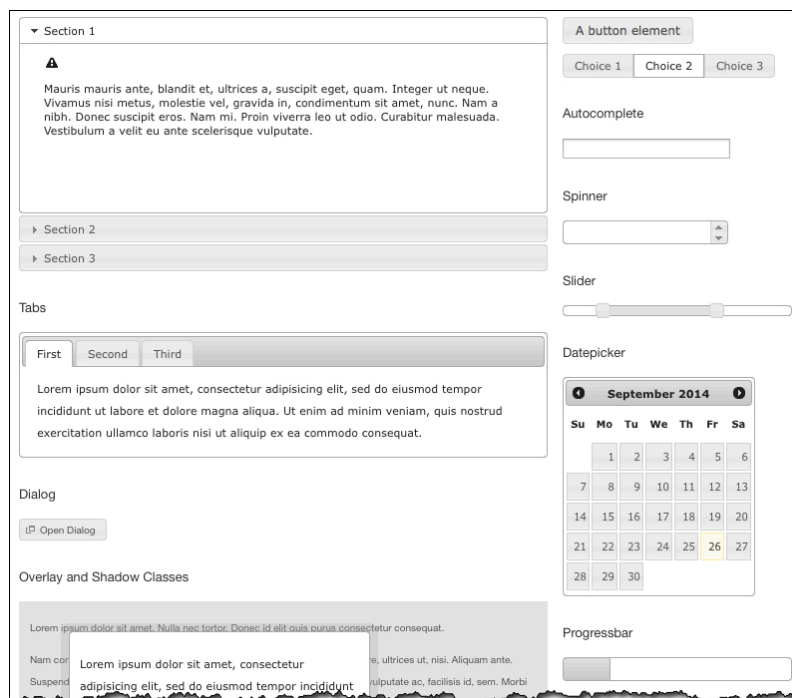 Section 1
Mauris mauris ante, blandit et, ultrices a, suscipit eget, quam. Integer ut neque.
Vivamus nisi metus, molestie vel, gravida in, condimentum sit amet, nunc. Nam a
nibh. Donec suscipit eros. Nam mi. Proin viverra leo ut odio. Curabitur malesuada.
Vestibulum a velit eu ante scelerisque vulputate.
Section 2
Section 3
Tabs
First Second Third
Lorem ipsum dolor sit amet, consectetur adipisicing elit, sed do eiusmod tempor
incididunt ut labore et dolore magna aliqua. Ut enim ad minim veniam, quis nostrud
exercitation ullamco laboris nisi ut aliquip ex ea commodo consequat.
Dialog
Open Dialog
Overlay and Shadow Classes
Lorem ipsum dolor sit amet. Nulla nec tortor. Donec id elit quis purus consectetur consequat.
Nam con e, ultrices ut, nisi. Aliquam ante.
Suspend vulputate ac, facilisis id, sem. Morbi
Lorem ipsum dolor sit amet, consectetur
adipisicing elit, sed do eiusmod tempor incididunt
A button element
Choice 1 Choice 2 Choice 3
Autocomplete
Spinner
Slider
Datepicker
September 2014
Su Mo Tu We Th Fr Sa
1 2 3 4 5 6
7 8 9 10 11 12 13
14 15 16 17 18 19 20
21 22 23 24 25 26 27
28 29 30
Progressbar